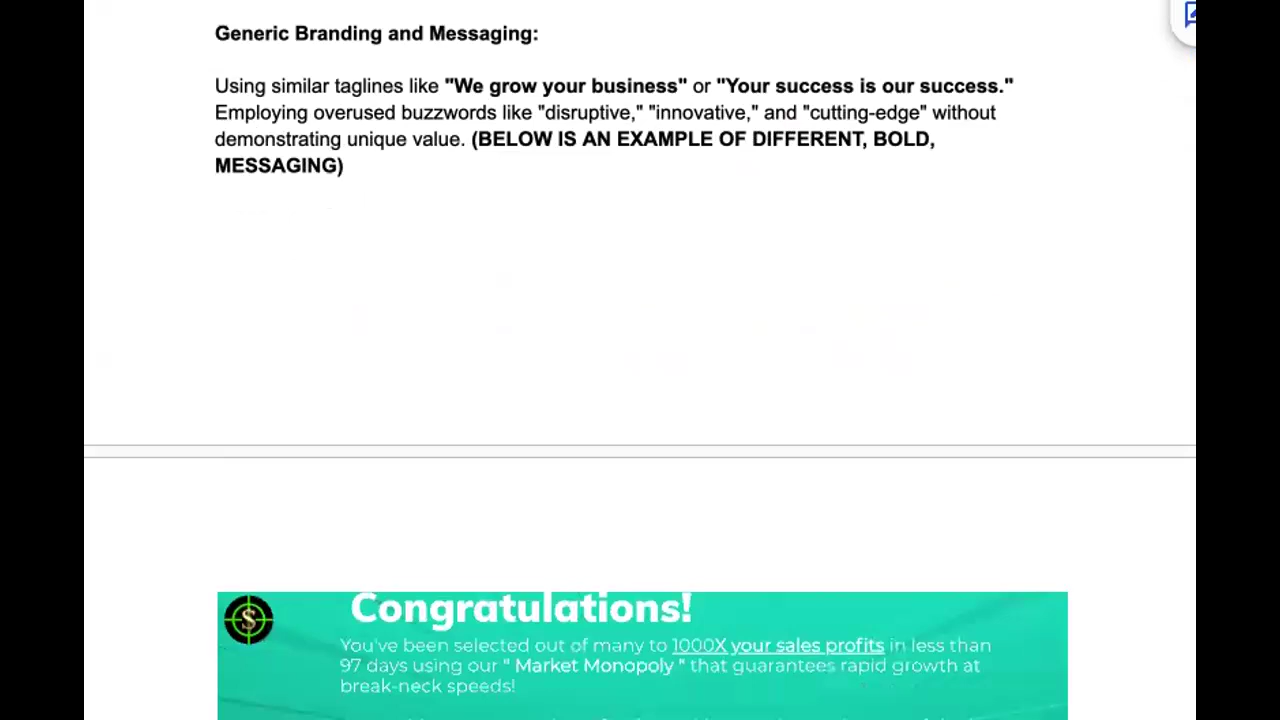 Generic Branding and Messaging:
Using similar taglines like "We grow your business" or "Your success is our success."
Employing overused buzzwords like "disruptive," "innovative," and "cutting-edge" without
demonstrating unique value. (BELOW IS AN EXAMPLE OF DIFFERENT, BOLD,
MESSAGING)
$
Congratulations!
You've been selected out of many to 1000X your sales profits in less than
97 days using our " Market Monopoly " that guarantees rapid growth at
break-neck speeds!